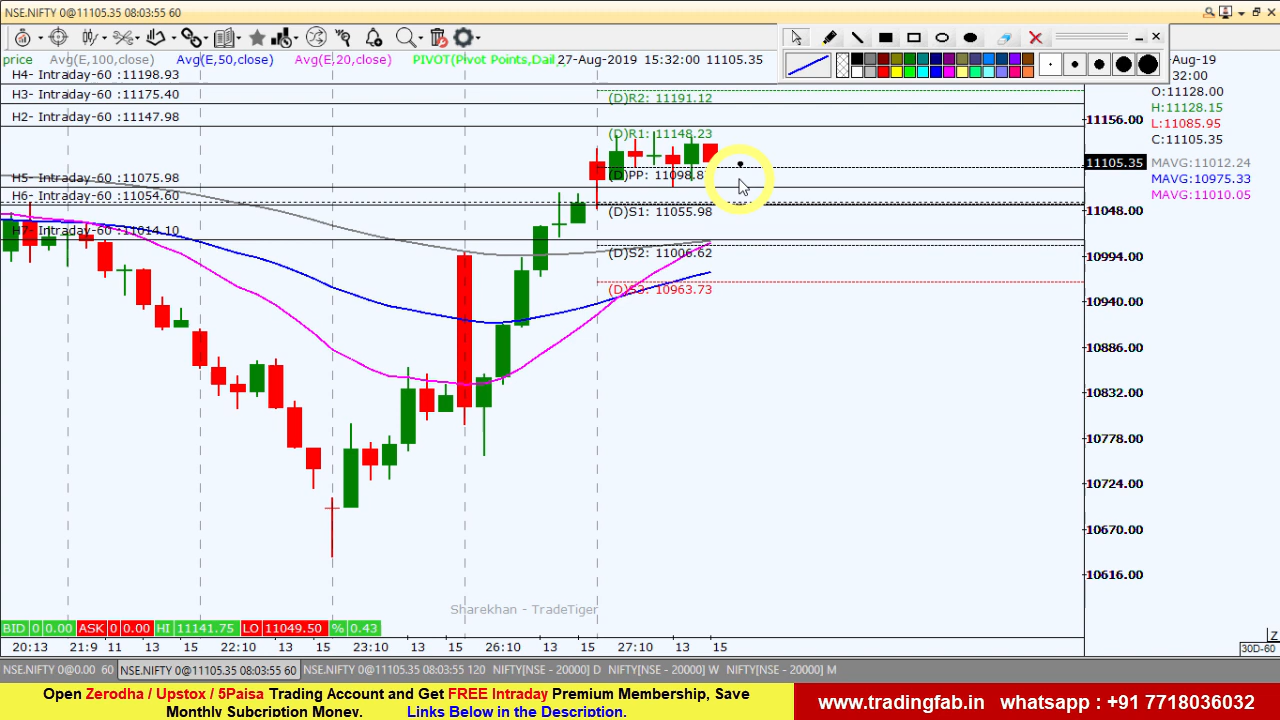 NSE.NIFTY 0@11105.35 08:03:55 60
price Avg(E,100,close) Avg(E,50,close) Avg(E,20,close) PIVOT(Pivot Points,Dail 27-Aug-2019 15:32:00 11105.35
H4- Intraday-60 :11198.93
H3- Intraday-60 :11175.40
H2- Intraday-60 :11147.98
H5- Intraday-60 :11075.98
H6- Intraday-60 :11054.60
H7- Intraday-60 :11014.10
(D)R2: 11191.12
(D)R1: 11148.23
(D)PP: 11098.8
(D)S1: 11055.98
(D)S2: 11006.62
(D)S3: 10963.73
-Aug-19
32:00
O:11128.00
H:11128.15
L:11085.95
C:11105.35
MAVG:11012.24
MAVG:10975.33
MAVG:11010.05
11156.00
11105.35
11048.00
10994.00
10940.00
10886.00
10832.00
10778.00
10724.00
10670.00
10616.00
Sharekhan - TradeTiger
BID 0 0.00 ASK 0 0.00 HI 11141.75 LO 11049.50 % 0.43
20:13 15 21:9 11 13 15 22:10 13 15 23:10 13 15 26:10 13 15 27:10 13 15
Z
30D-60
NSE.NIFTY 0@0.00 60 NSE.NIFTY 0@11105.35 08:03:55 60 NSE.NIFTY 0@11105.35 08:03:55 120 NIFTY[NSE - 20000] D NIFTY[NSE - 20000] W NIFTY[NSE - 20000] M
Open Zerodha / Upstox / 5Paisa Trading Account and Get FREE Intraday Premium Membership, Save
Monthly Subcription Money. Links Below in the Description.
www.tradingfab.in whatsapp : +91 7718036032